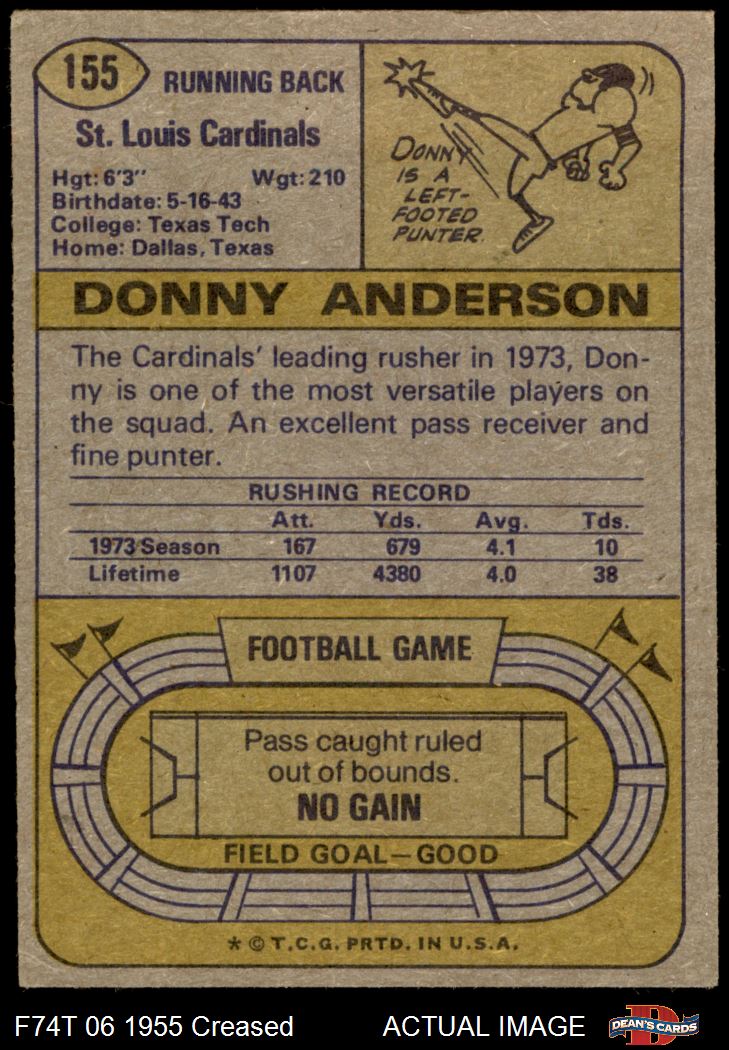 155
RUNNING BACK
St. Louis Cardinals
Hgt: 6'3" Wgt: 210
Birthdate: 5-16-43
College: Texas Tech
Home: Dallas, Texas
DONNY
IS A
LEFT-
FOOTED
PUNTER.
DONNY ANDERSON
The Cardinals' leading rusher in 1973, Don-
ny is one of the most versatile players on
the squad. An excellent pass receiver and
fine punter.
RUSHING RECORD
Att. Yds. Avg. Tds.
1973 Season 167 679 4.1 10
Lifetime 1107 4380 4.0 38
FOOTBALL GAME
Pass caught ruled
out of bounds.
NO GAIN
FIELD GOAL—GOOD
* © T.C.G. PRTD. IN U.S.A.
F74T 06 1955 Creased ACTUAL IMAGE
D
DEAN'S CARDS